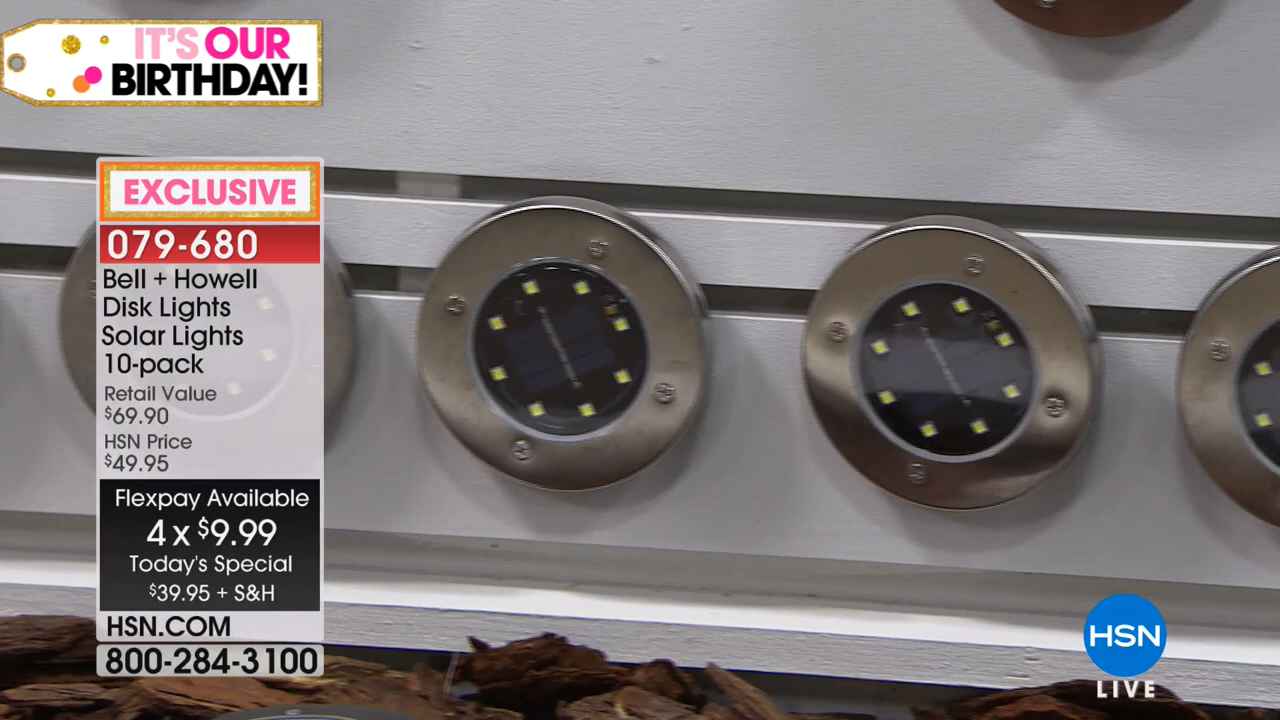 IT'S OUR
BIRTHDAY!
EXCLUSIVE
079-680
Bell + Howell
Disk Lights
Solar Lights
10-pack
Retail Value
$69.90
HSN Price
$49.95
Flexpay Available
4 x $9.99
Today's Special
$39.95 + S&H
HSN.COM
800-284-3100
HSN
LIVE